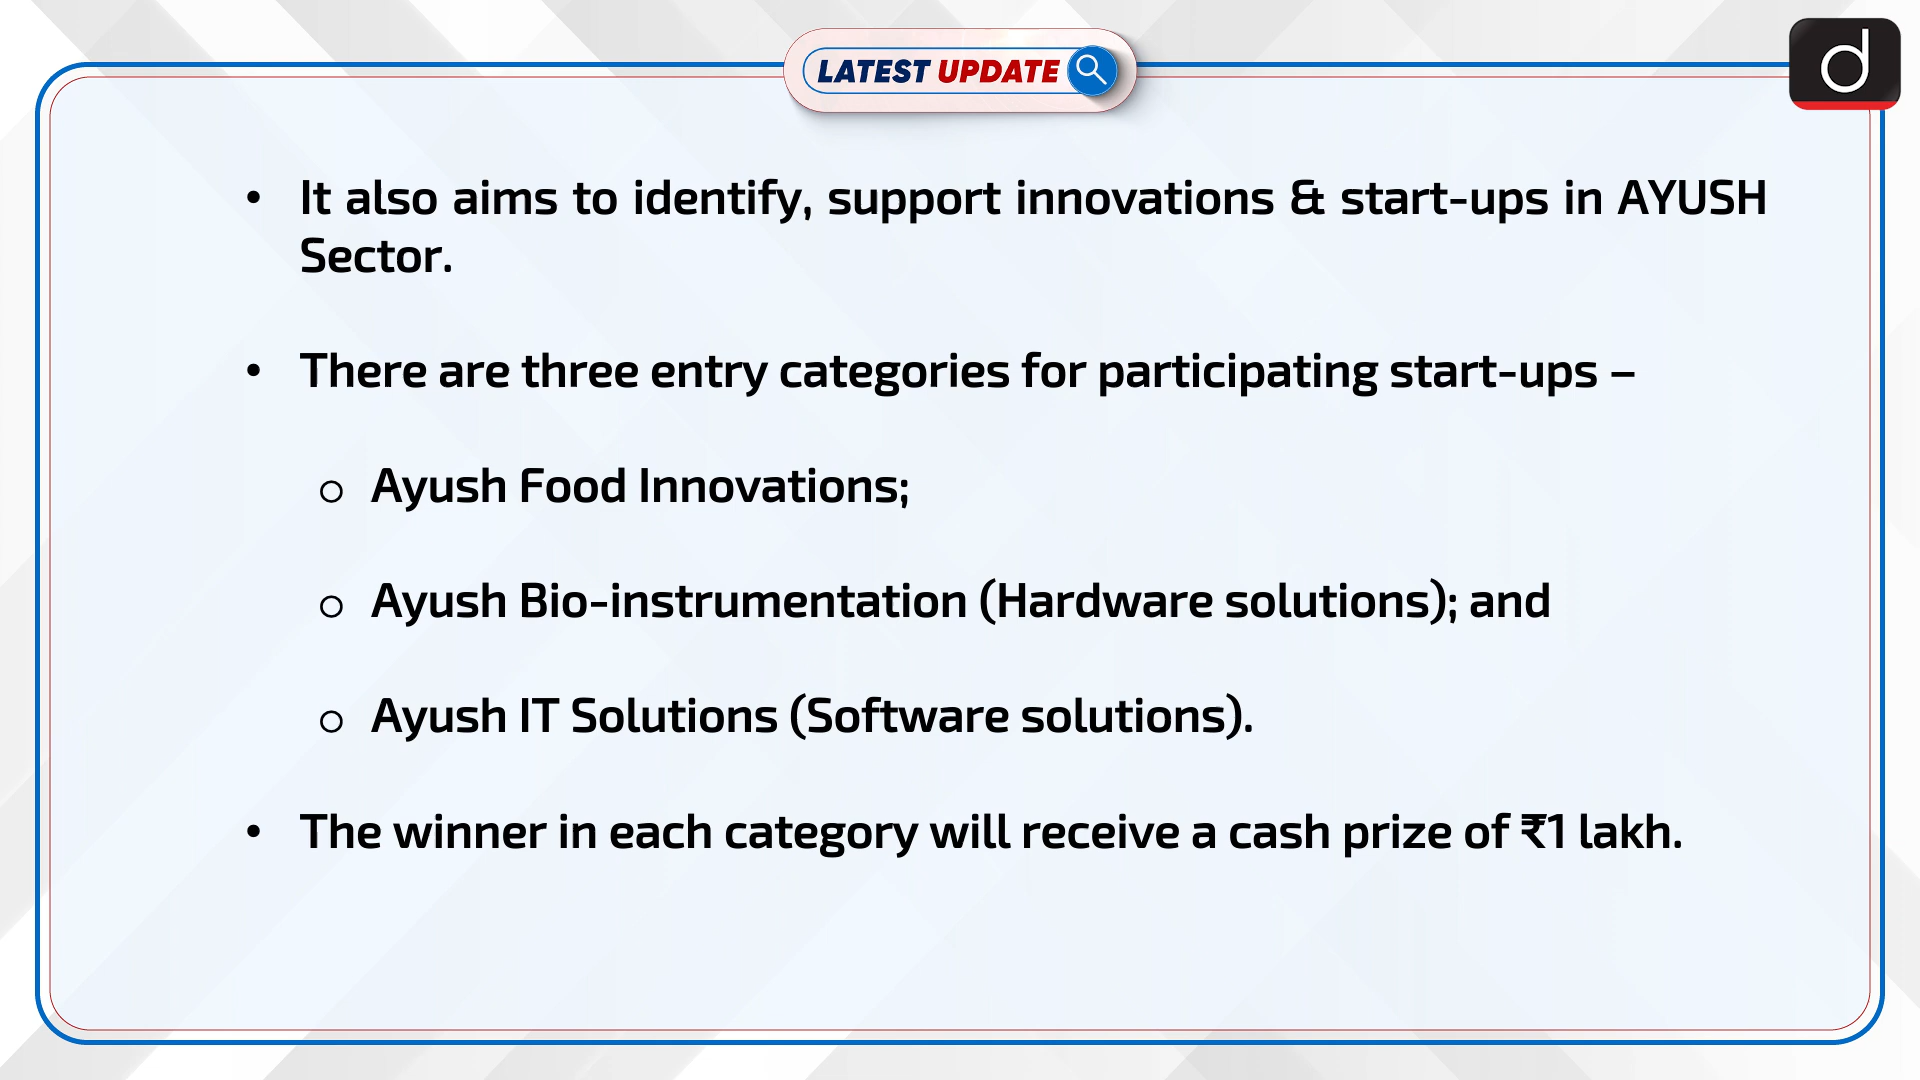 LATEST UPDATE
d
• It also aims to identify, support innovations & start-ups in AYUSH
Sector.
• There are three entry categories for participating start-ups –
o Ayush Food Innovations;
o Ayush Bio-instrumentation (Hardware solutions); and
o Ayush IT Solutions (Software solutions).
• The winner in each category will receive a cash prize of ₹1 lakh.